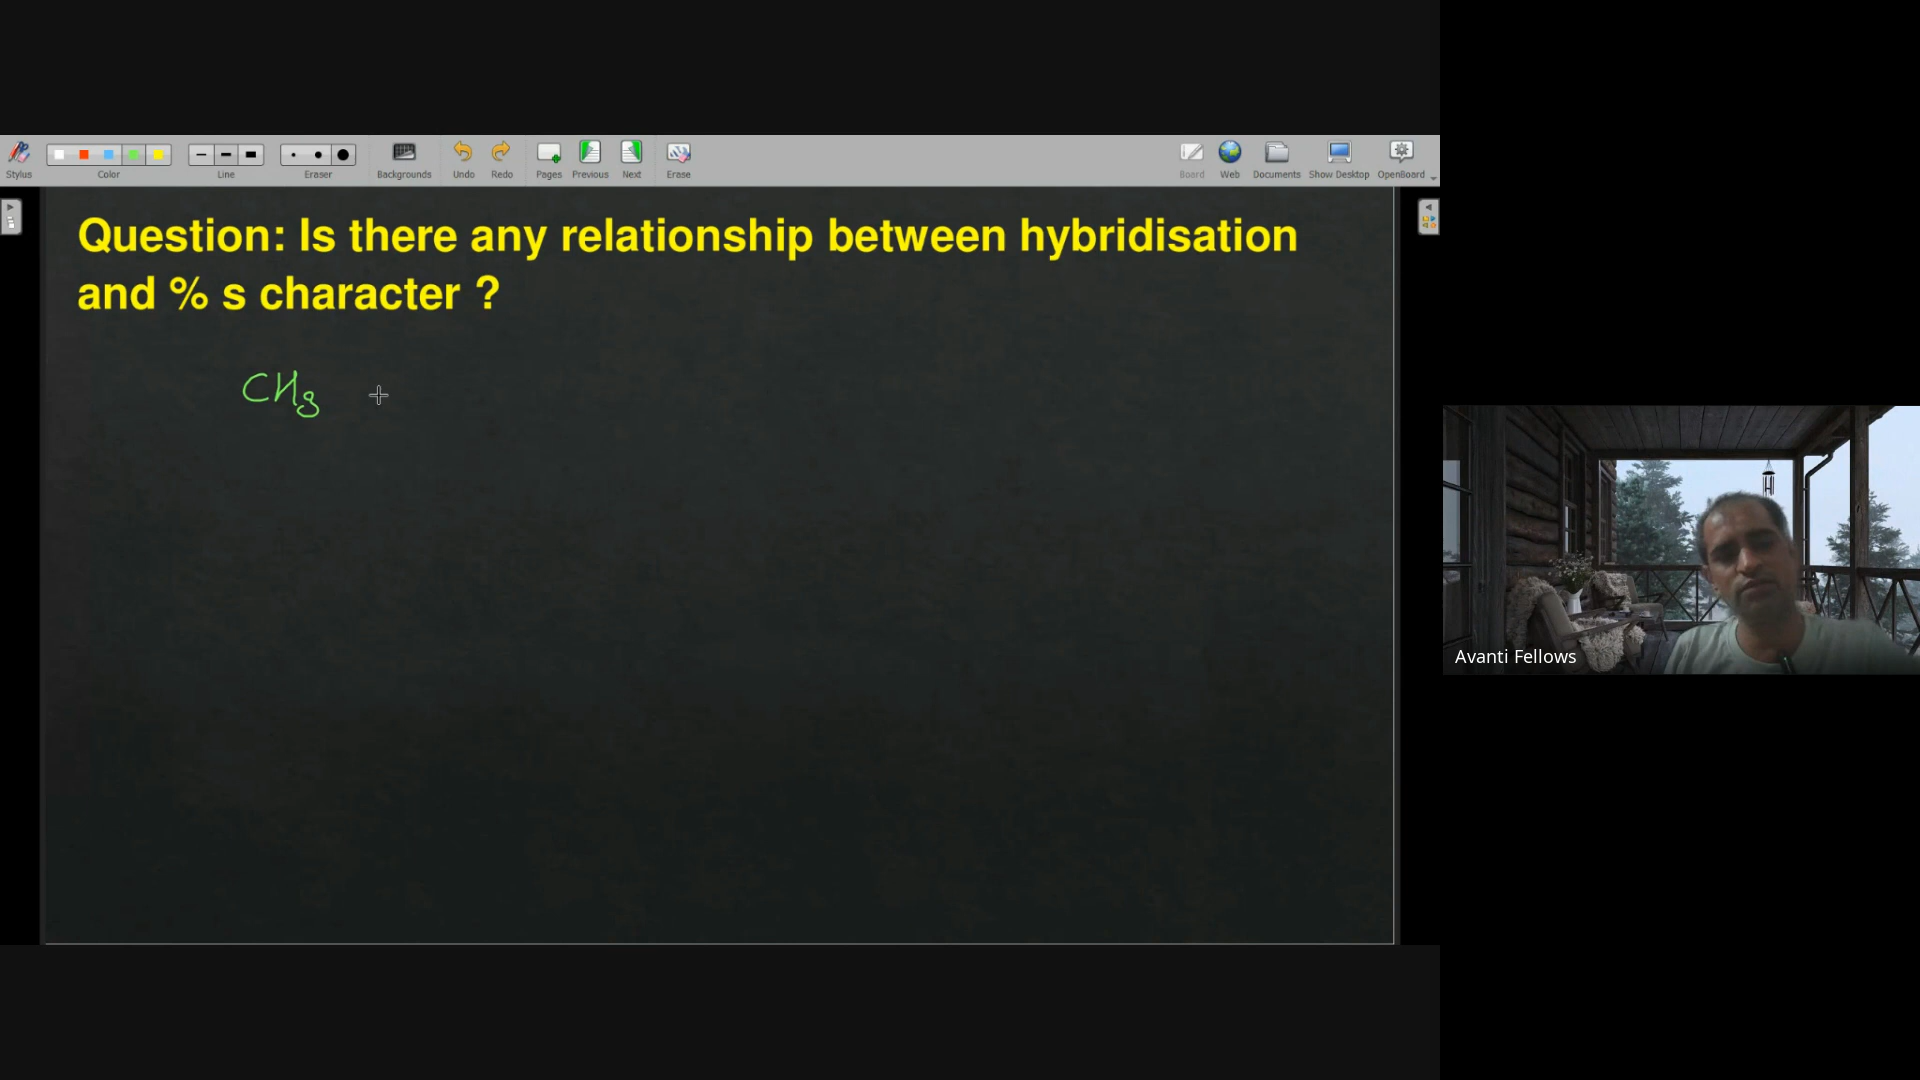 Stylus Color Line Eraser Backgrounds Undo Redo Pages Previous Next Erase Board Web Documents Show Desktop OpenBoard
Question: Is there any relationship between hybridisation
and % s character ?
CH3
Avanti Fellows